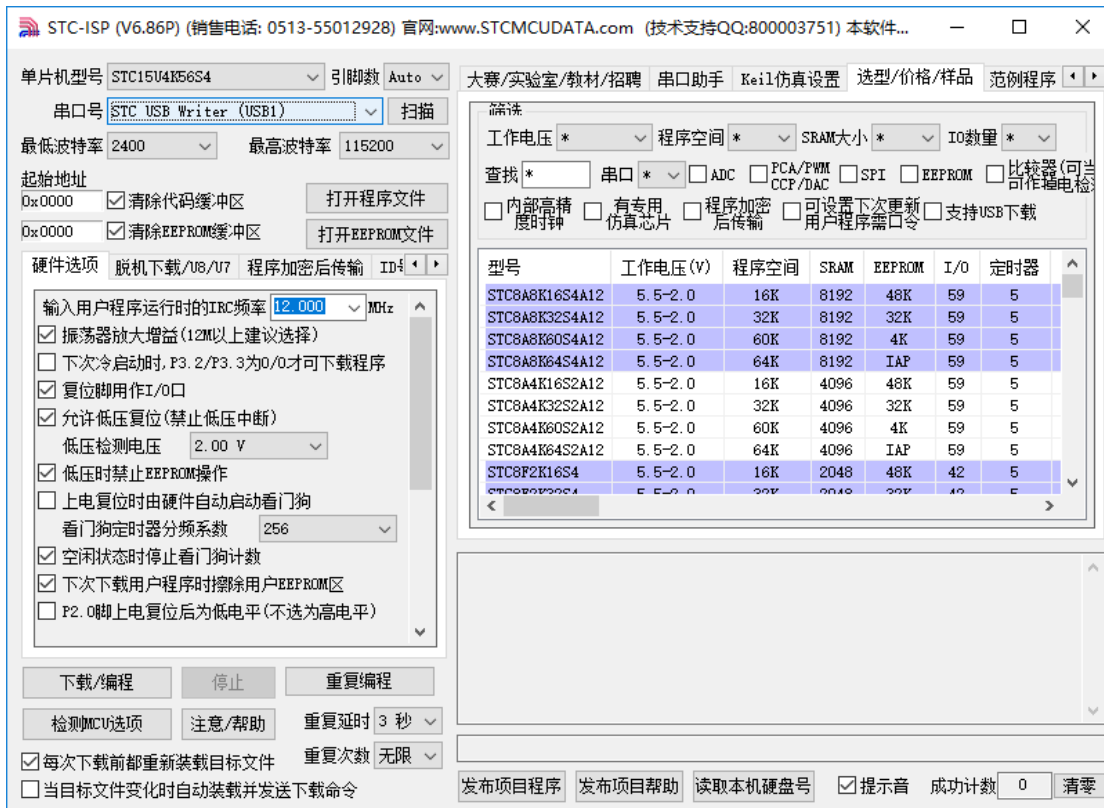 STC-ISP (V6.86P) (销售电话: 0513-55012928) 官网:www.STCMCUDATA.com (技术支持QQ:800003751) 本软件...
单片机型号 STC15U4K56S4 引脚数 Auto
串口号 STC USB Writer (USB1) 扫描
最低波特率 2400 最高波特率 115200
起始地址
0x0000 清除代码缓冲区 打开程序文件
0x0000 清除EEPROM缓冲区 打开EEPROM文件
硬件选项 脱机下载/U8/U7 程序加密后传输
输入用户程序运行时的IRC频率 12.000 MHz
振荡器放大增益(12M以上建议选择)
下次冷启动时,P3.2/P3.3为0/0才可下载程序
复位脚用作I/O口
允许低压复位(禁止低压中断)
低压检测电压 2.00 V
低压时禁止EEPROM操作
上电复位时由硬件自动启动看门狗
看门狗定时器分频系数 256
空闲状态时停止看门狗计数
下次下载用户程序时擦除用户EEPROM区
P2.0脚上电复位后为低电平(不选为高电平)
下载/编程 停止 重复编程
检测MCU选项 注意/帮助 重复延时 3 秒
每次下载前都重新装载目标文件 重复次数 无限
当目标文件变化时自动装载并发送下载命令
大赛/实验室/教材/招聘 串口助手 Keil仿真设置 选型/价格/样品 范例程序
筛选
工作电压 * 程序空间 * SRAM大小 * IO数量 *
查找 * 串口 * ADC PCA/PWM CCP/DAC SPI EEPROM 比较器(可当可作掉电检
内部高精度时钟 有专用仿真芯片 程序加密后传输 可设置下次更新用户程序需口令 支持USB下载
型号 工作电压(V) 程序空间 SRAM EEPROM I/O 定时器
STC8A8K16S4A12 5.5-2.0 16K 8192 48K 59 5
STC8A8K32S4A12 5.5-2.0 32K 8192 32K 59 5
STC8A8K60S4A12 5.5-2.0 60K 8192 4K 59 5
STC8A8K64S4A12 5.5-2.0 64K 8192 IAP 59 5
STC8A4K16S2A12 5.5-2.0 16K 4096 48K 59 5
STC8A4K32S2A12 5.5-2.0 32K 4096 32K 59 5
STC8A4K60S2A12 5.5-2.0 60K 4096 4K 59 5
STC8A4K64S2A12 5.5-2.0 64K 4096 IAP 59 5
STC8F2K16S4 5.5-2.0 16K 2048 48K 42 5
STC8F2K32S4 5.5-2.0 32K 2048 32K 42 5
发布项目程序 发布项目帮助 读取本机硬盘号 提示音 成功计数 0 清零